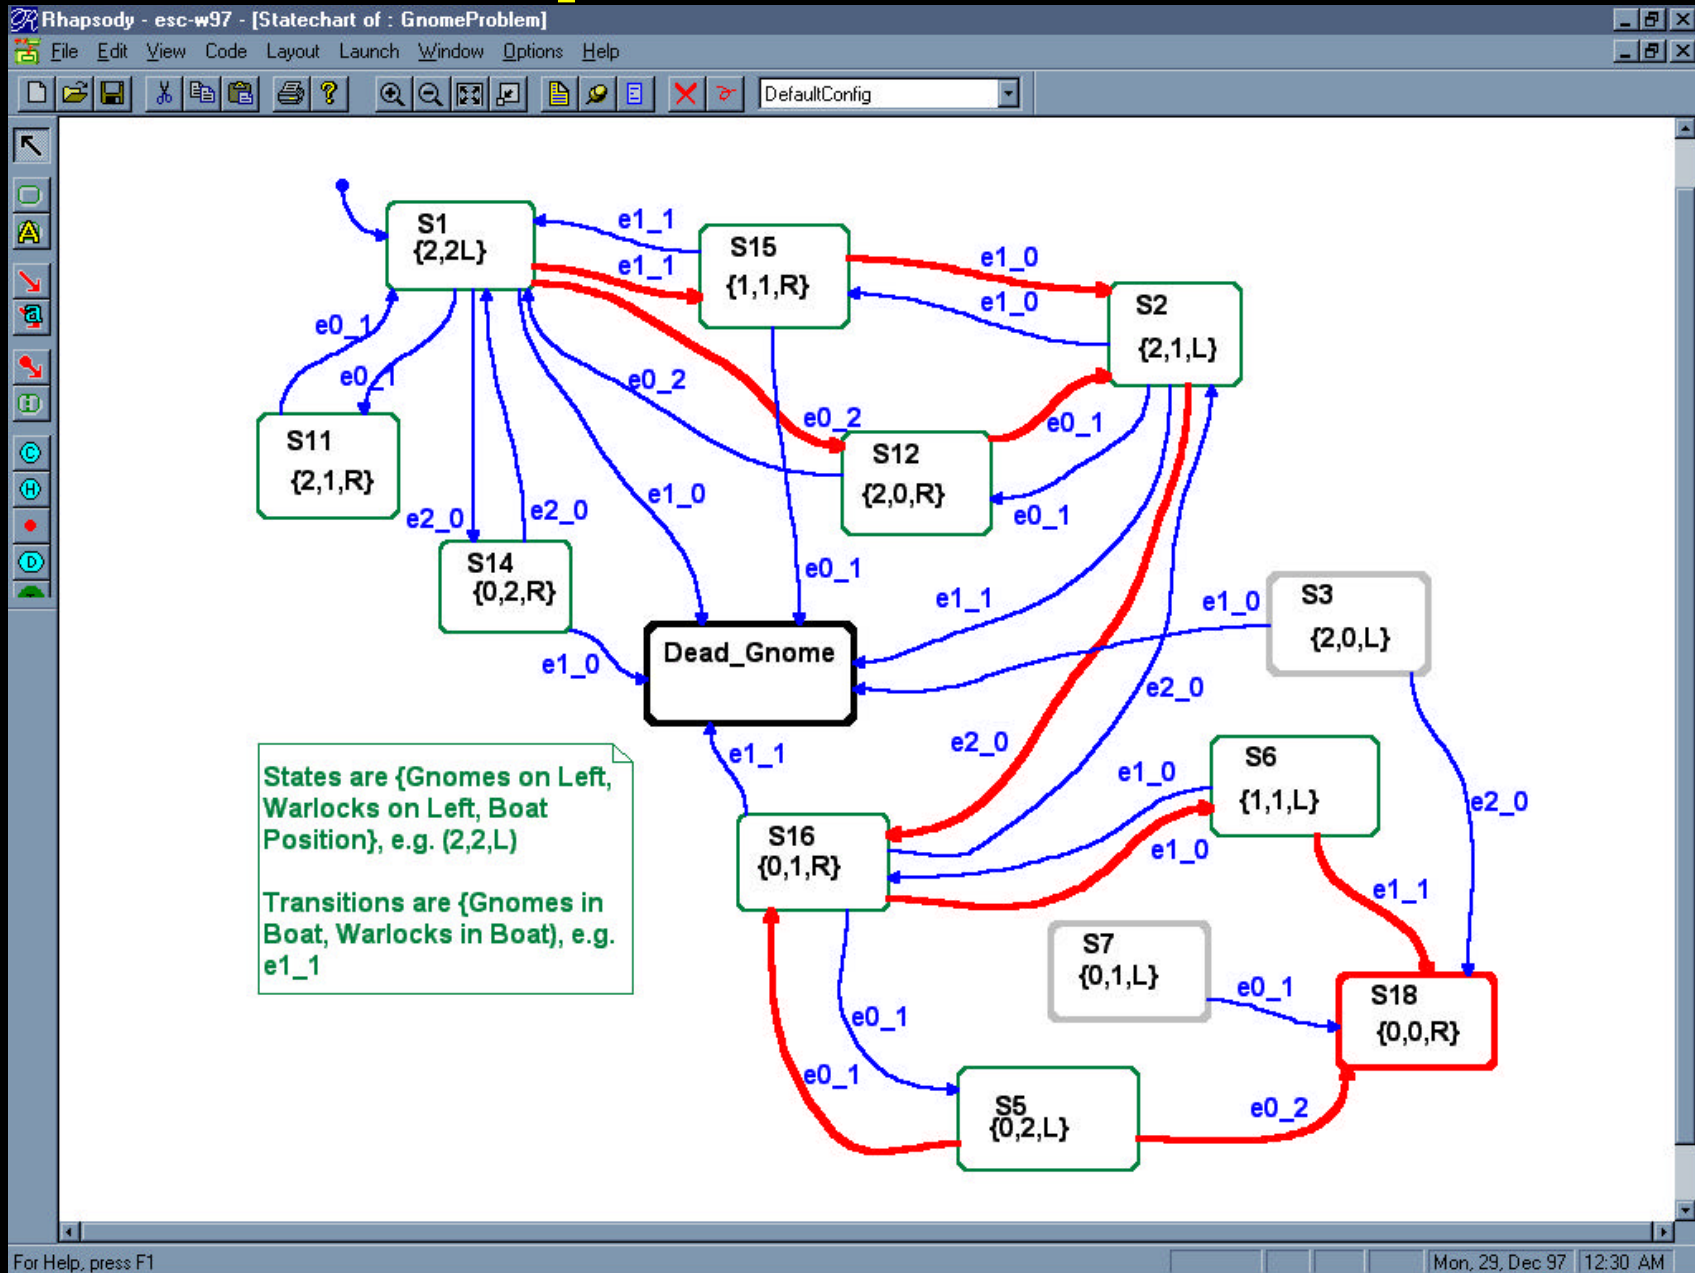 Rhapsody - esc-w97 - [Statechart of : GnomeProblem]
File Edit View Code Layout Launch Window Options Help
DefaultConfig
S1
{2,2L}
e1_1
e1_1
S15
{1,1,R}
e1_0
e1_0
S2
{2,1,L}
e0_1
e0_1
e0_2
e0_2
e0_1
S11
{2,1,R}
S12
{2,0,R}
e2_0
e2_0
e1_0
e0_1
S14
{0,2,R}
e0_1
e1_1
e1_0
S3
{2,0,L}
e1_0
Dead_Gnome
e2_0
e2_0
e1_1
e1_0
S6
{1,1,L}
e2_0
States are {Gnomes on Left,
Warlocks on Left, Boat
Position}, e.g. (2,2,L)
Transitions are {Gnomes in
Boat, Warlocks in Boat), e.g.
e1_1
S16
{0,1,R}
e1_0
e1_1
S7
{0,1,L}
e0_1
S18
{0,0,R}
e0_1
e0_1
S5
{0,2,L}
e0_2
For Help, press F1
Mon, 29, Dec 97
12:30 AM